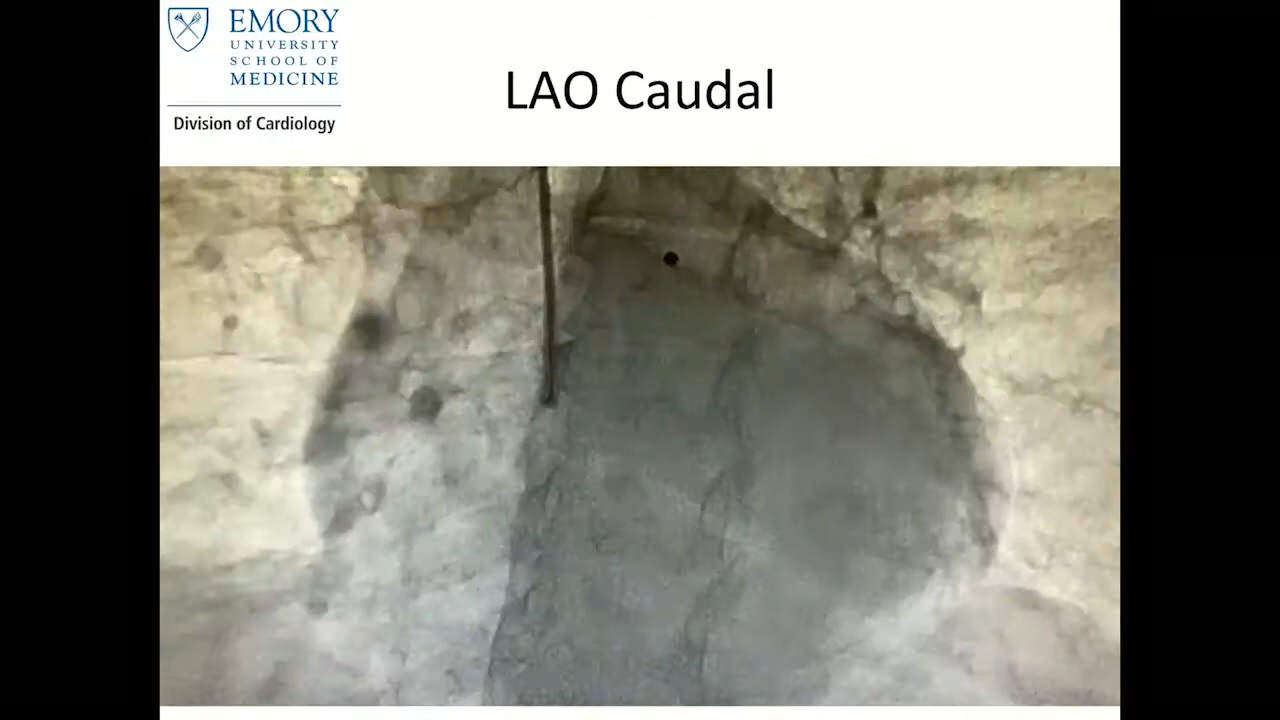 EMORY
UNIVERSITY
SCHOOL OF
MEDICINE
Division of Cardiology
LAO Caudal